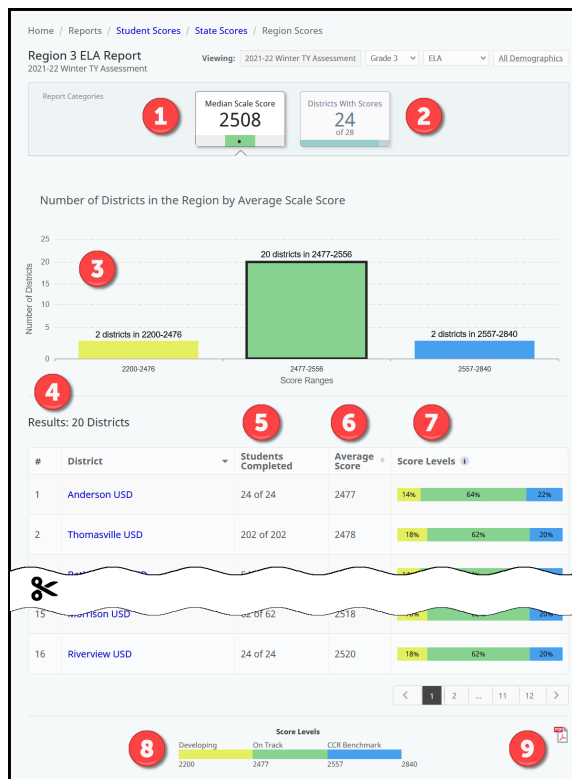 Home / Reports / Student Scores / State Scores / Region Scores
Region 3 ELA Report
2021-22 Winter TY Assessment
Viewing: 2021-22 Winter TY Assessment Grade 3 ELA All Demographics
Report Categories
1
Median Scale Score
2508
Districts With Scores
24
of 28
2
Number of Districts in the Region by Average Scale Score
Number of Districts
25
20
15
10
5
0
3
2 districts in 2200-2476
20 districts in 2477-2556
2 districts in 2557-2840
2200-2476 2477-2556 2557-2840
Score Ranges
4
5
6
7
Results: 20 Districts
# District Students Completed Average Score Score Levels i
1 Anderson USD 24 of 24 2477 14% 64% 22%
2 Thomasville USD 202 of 202 2478 18% 62% 20%
15 Morrison USD 62 of 62 2518 20%
16 Riverview USD 24 of 24 2520 18% 62% 20%
< 1 2 ... 11 12 >
8
Score Levels
Developing On Track CCR Benchmark
2200 2477 2557 2840
9
PDF